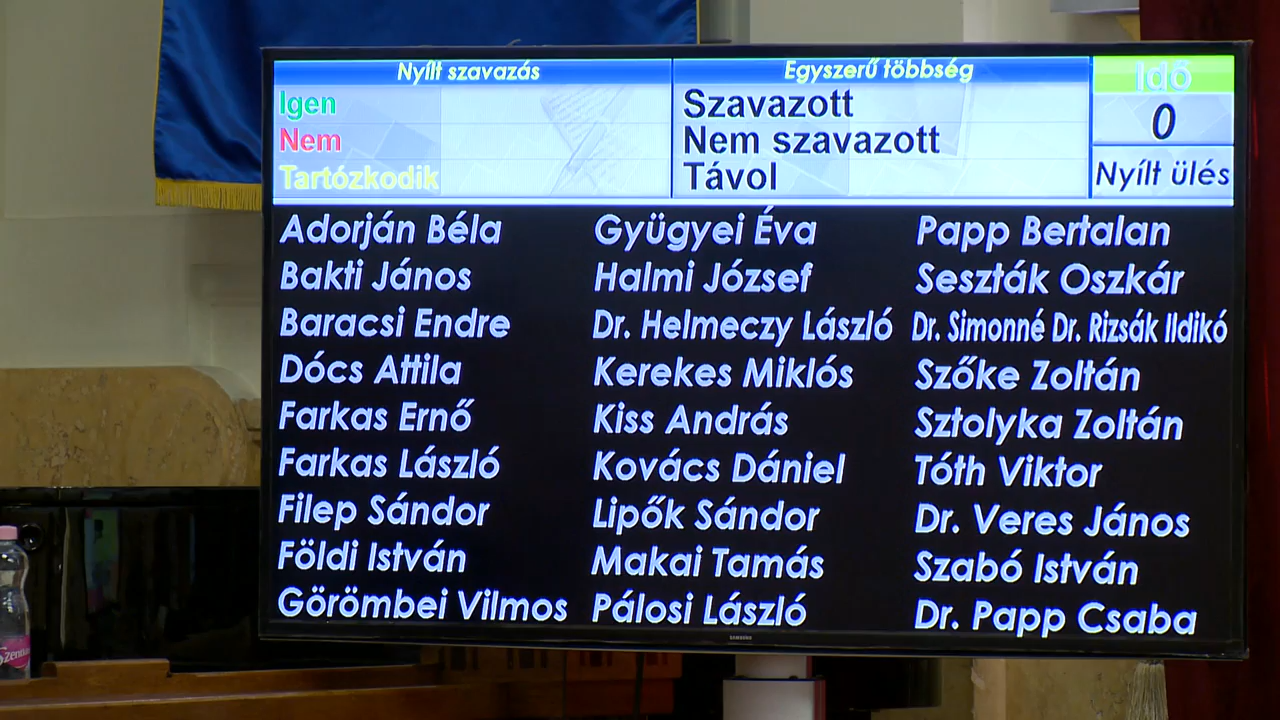 Nyílt szavazás
Igen
Nem
Tartózkodik
Egyszerű többség
Szavazott
Nem szavazott
Távol
Idő
0
Nyílt ülés
Adorján Béla
Bakti János
Baracsi Endre
Dócs Attila
Farkas Ernő
Farkas László
Filep Sándor
Földi István
Görömbei Vilmos
Gyügyei Éva
Halmi József
Dr. Helmeczy László
Kerekes Miklós
Kiss András
Kovács Dániel
Lipők Sándor
Makai Tamás
Pálosi László
Papp Bertalan
Seszták Oszkár
Dr. Simonné Dr. Rizsák Ildikó
Szőke Zoltán
Sztolyka Zoltán
Tóth Viktor
Dr. Veres János
Szabó István
Dr. Papp Csaba
SAMSUNG